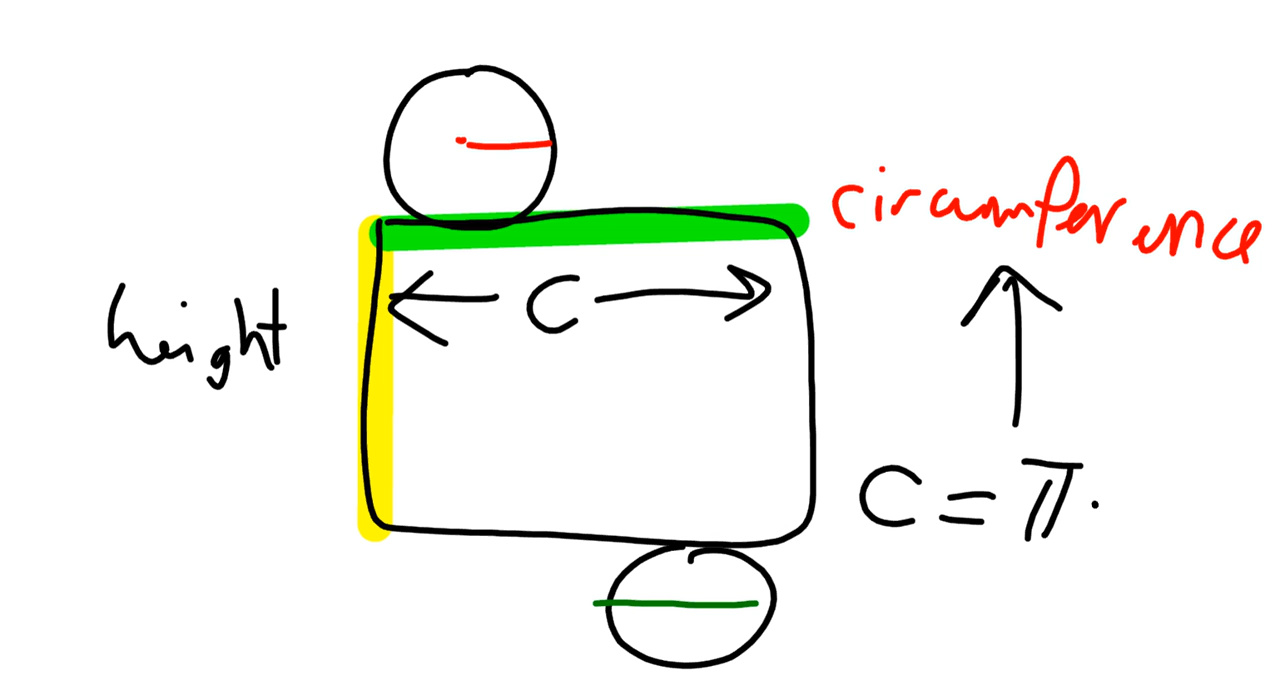 circumference
height
C
C = π.